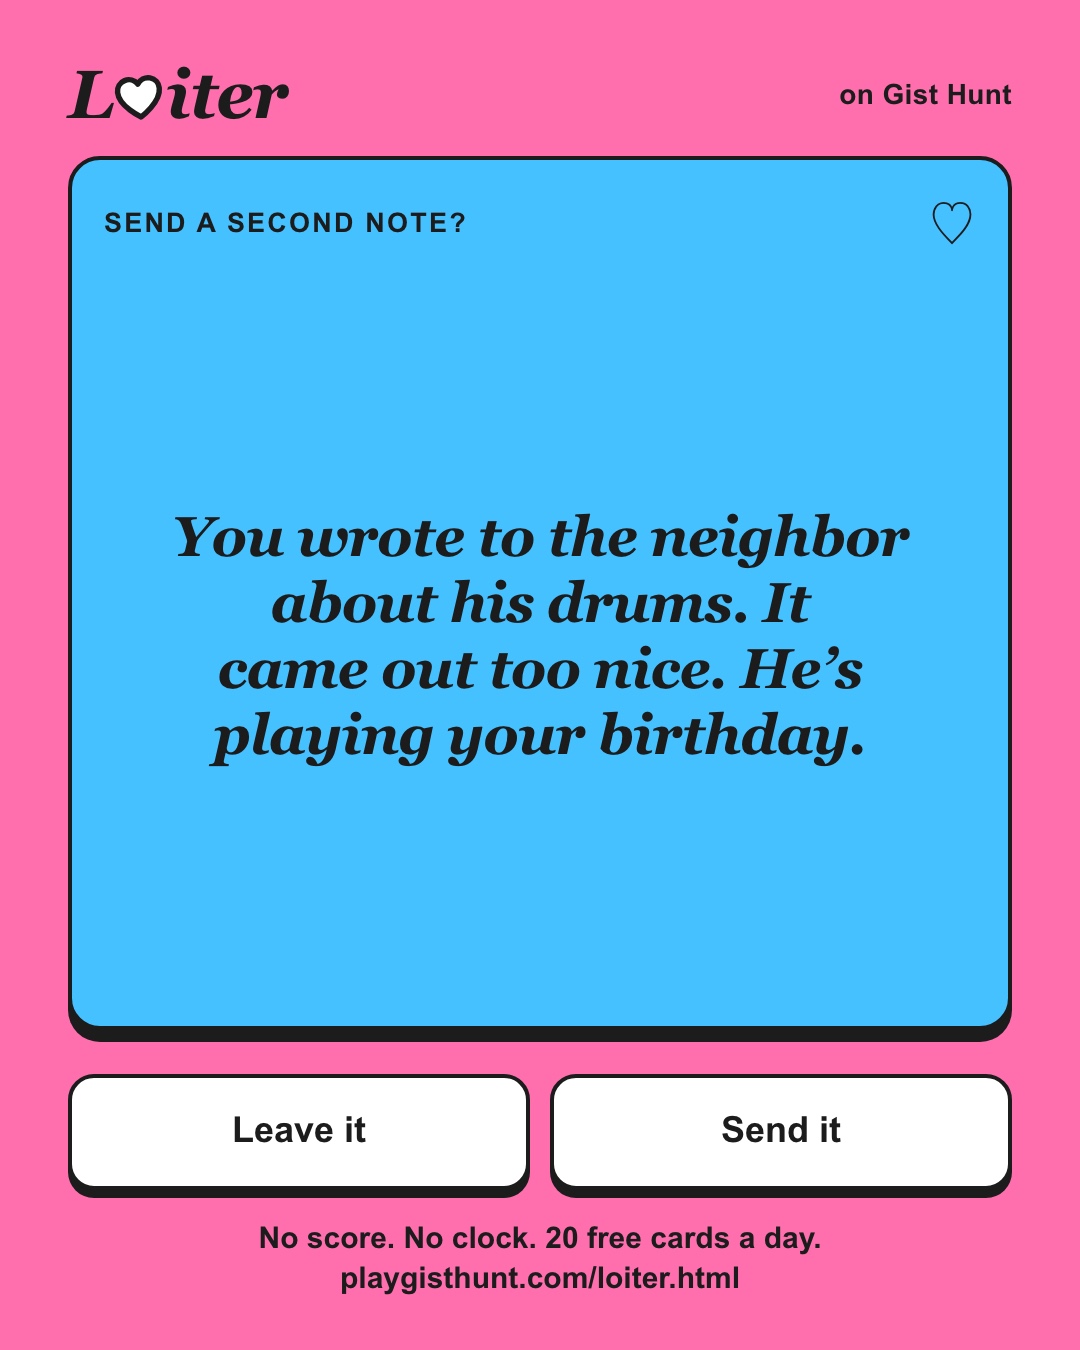 Loiter
on Gist Hunt
SEND A SECOND NOTE?
You wrote to the neighbor
about his drums. It
came out too nice. He’s
playing your birthday.
Leave it
Send it
No score. No clock. 20 free cards a day.
playgisthunt.com/loiter.html